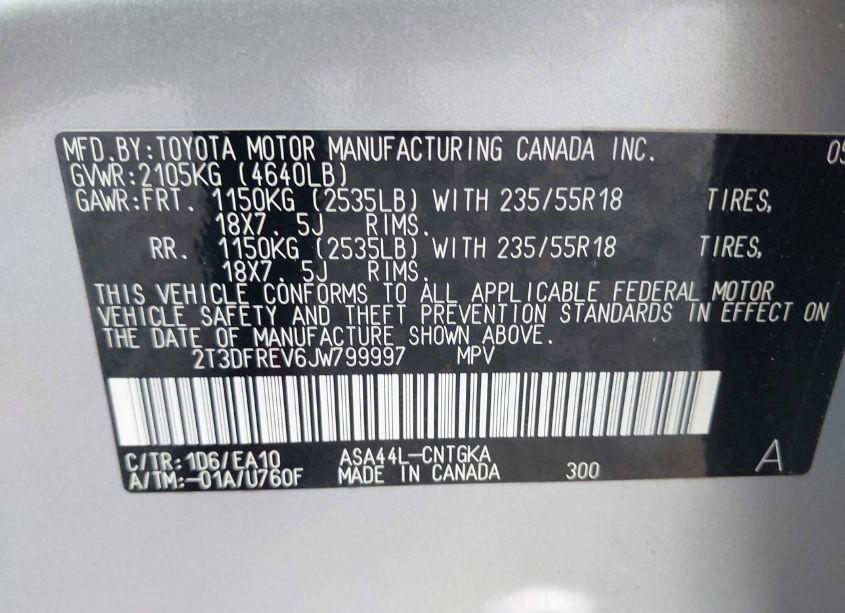 MFD.BY:TOYOTA MOTOR MANUFACTURING CANADA INC. 05
GVWR:2105KG (4640LB)
GAWR:FRT. 1150KG (2535LB) WITH 235/55R18 TIRES,
18X7. 5J RIMS.
RR. 1150KG (2535LB) WITH 235/55R18 TIRES,
18X7. 5J RIMS.
THIS VEHICLE CONFORMS TO ALL APPLICABLE FEDERAL MOTOR
VEHICLE SAFETY AND THEFT PREVENTION STANDARDS IN EFFECT ON
THE DATE OF MANUFACTURE SHOWN ABOVE.
2T3DFREV6JW799997 MPV
C/TR:1D6/EA10 ASA44L-CNTGKA
A/TM:-01A/U760F MADE IN CANADA 300 A